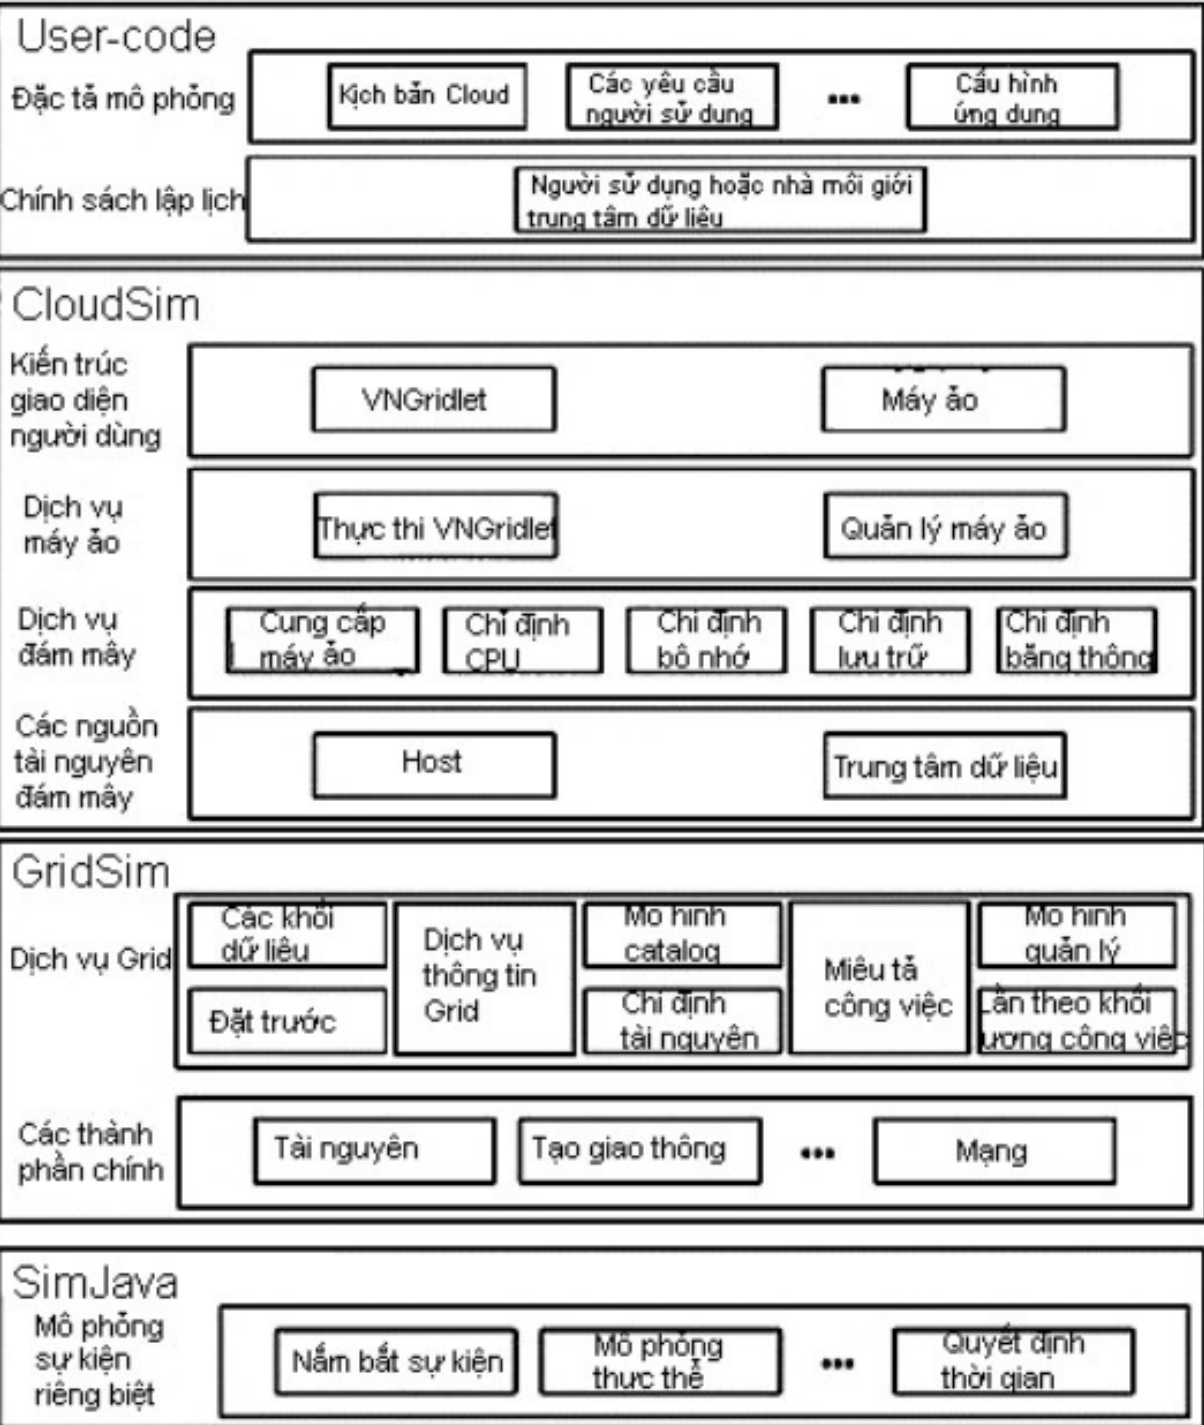 User-code
Đặc tả mô phỏng
Kịch bản Cloud
Các yêu cầu
người sử dụng
Cấu hình
ứng dụng
Chính sách lập lịch
Người sử dụng hoặc nhà môi giới
trung tâm dữ liệu
CloudSim
Kiến trúc
giao diện
người dùng
VNGridlet
Máy ảo
Dịch vụ
máy ảo
Thực thi VNGridlet
Quản lý máy ảo
Dịch vụ
đám mây
Cung cấp
máy ảo
Chỉ định
CPU
Chỉ định
bộ nhớ
Chỉ định
lưu trữ
Chỉ định
băng thông
Các nguồn
tài nguyên
đám mây
Host
Trung tâm dữ liệu
GridSim
Dịch vụ Grid
Các khối
dữ liệu
Đặt trước
Dịch vụ
thông tin
Grid
Mô hình
catalog
Chỉ định
tài nguyên
Miêu tả
công việc
Mô hình
quản lý
Lần theo khối
lượng công việc
Các thành
phần chính
Tài nguyên
Tạo giao thông
Mạng
SimJava
Mô phỏng
sự kiện
riêng biệt
Nắm bắt sự kiện
Mô phỏng
thực thể
Quyết định
thời gian